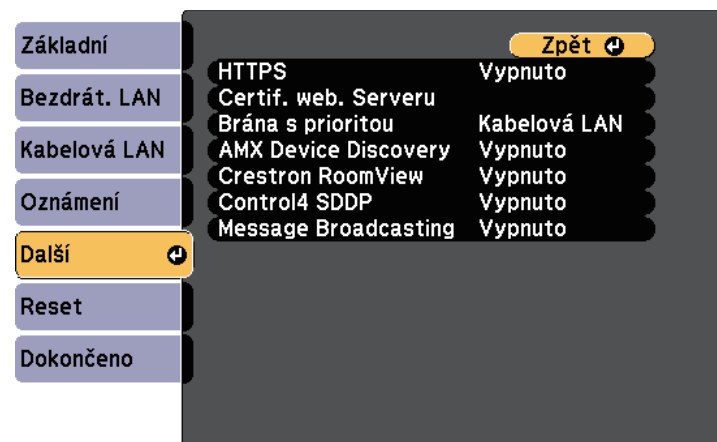 Základní
Bezdrát. LAN
Kabelová LAN
Oznámení
Další
Reset
Dokončeno
Zpět
HTTPS Vypnuto
Certif. web. Serveru
Brána s prioritou Kabelová LAN
AMX Device Discovery Vypnuto
Crestron RoomView Vypnuto
Control4 SDDP Vypnuto
Message Broadcasting Vypnuto